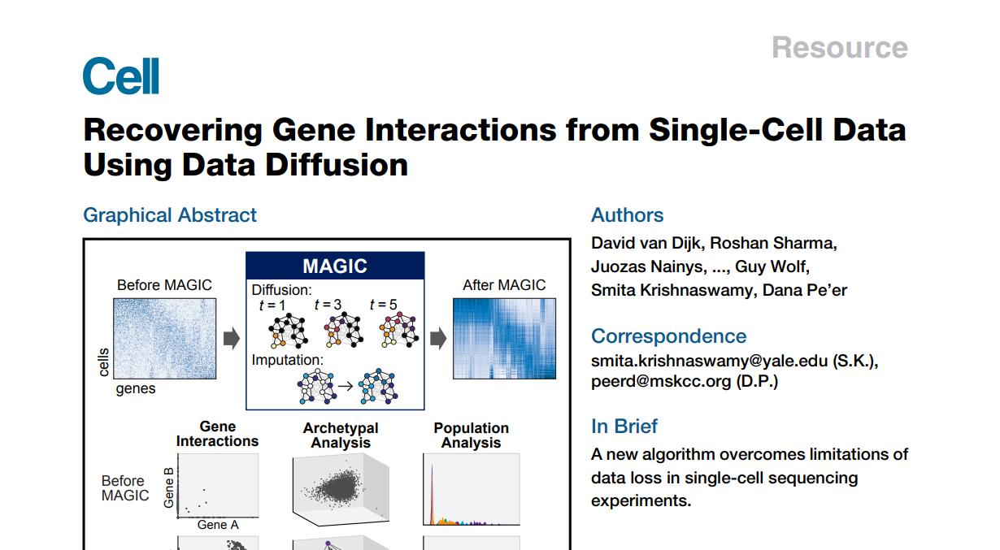 Resource
Cell
Recovering Gene Interactions from Single-Cell Data
Using Data Diffusion
Graphical Abstract
MAGIC
Before MAGIC
Diffusion:
t = 1
t = 3
t = 5
Imputation:
After MAGIC
cells
genes
Gene
Interactions
Archetypal
Analysis
Population
Analysis
Before
MAGIC
Gene B
Gene A
Authors
David van Dijk, Roshan Sharma,
Juozas Nainys, ..., Guy Wolf,
Smita Krishnaswamy, Dana Pe'er
Correspondence
smita.krishnaswamy@yale.edu (S.K.),
peerd@mskcc.org (D.P.)
In Brief
A new algorithm overcomes limitations of
data loss in single-cell sequencing
experiments.